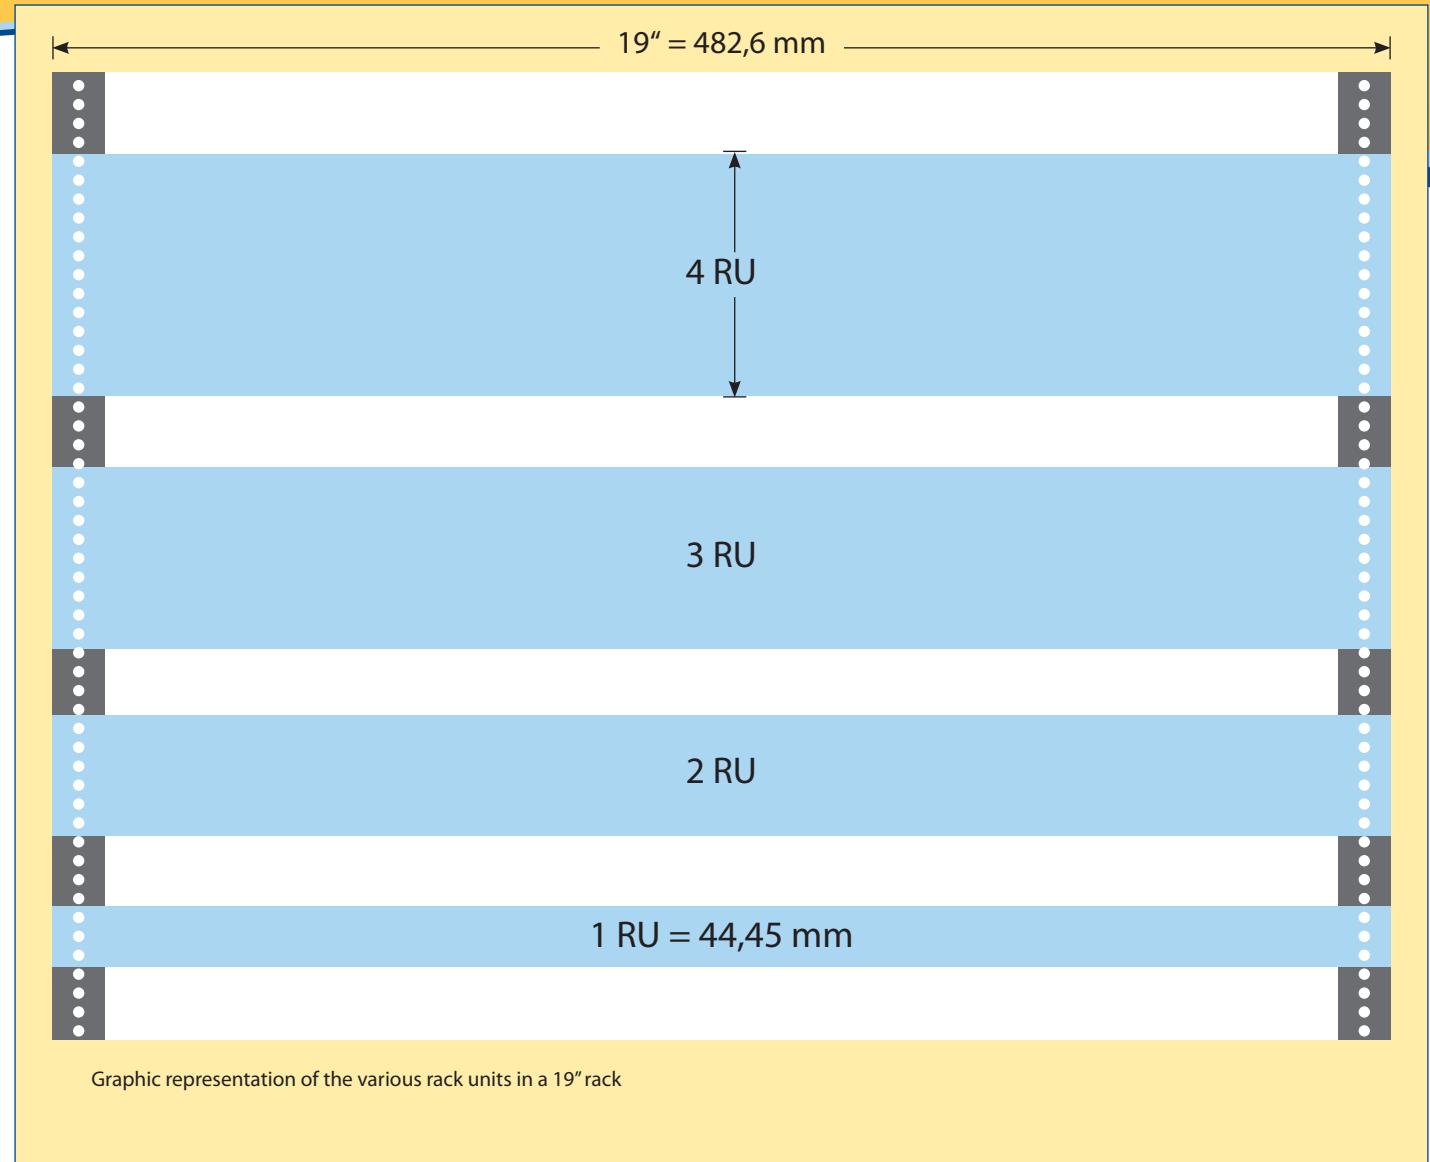 19“ = 482,6 mm
4 RU
3 RU
2 RU
1 RU = 44,45 mm
Graphic representation of the various rack units in a 19” rack